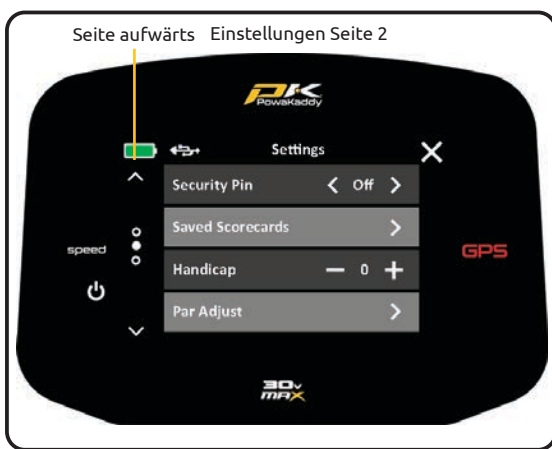 Seite aufwärts Einstellungen Seite 2
PK
PowaKaddy
Settings
Security Pin < Off >
Saved Scorecards >
speed
GPS
Handicap − 0 +
Par Adjust >
30v
MAX